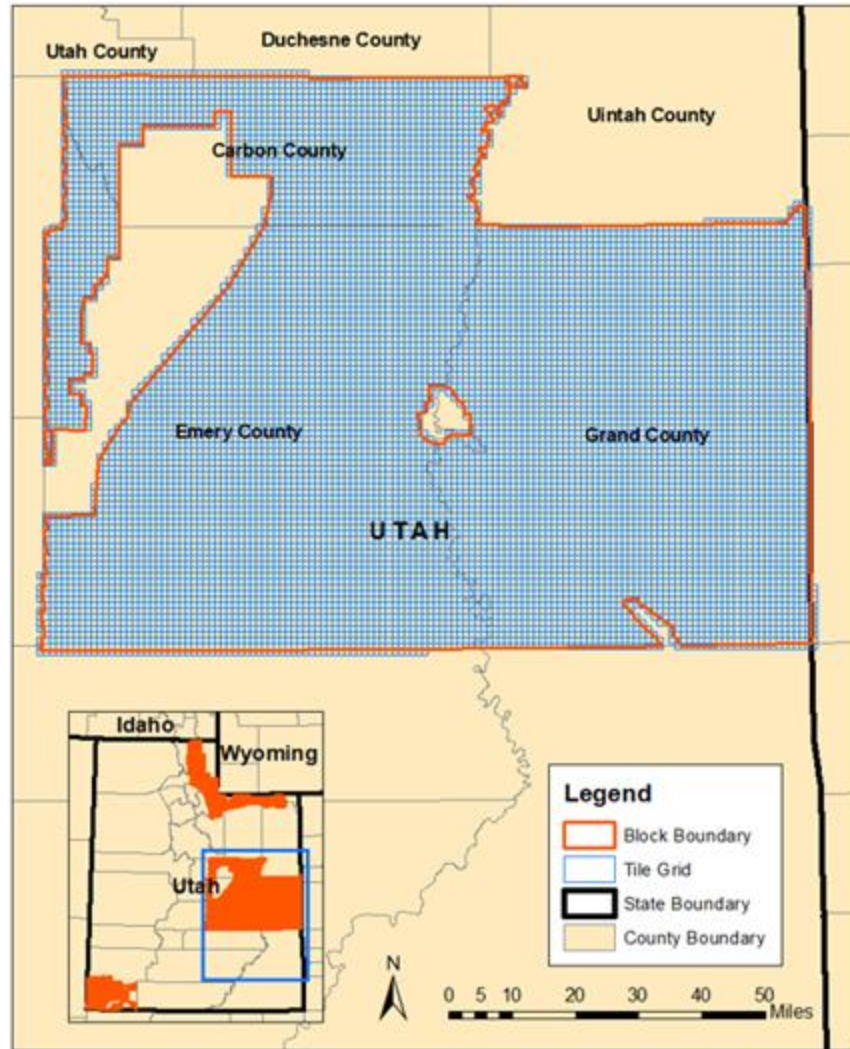 Utah County
Duchesne County
Uintah County
Carbon County
Emery County
Grand County
UTAH
Idaho
Wyoming
Utah
Legend
Block Boundary
Tile Grid
State Boundary
County Boundary
N
0 5 10 20 30 40 50
Miles